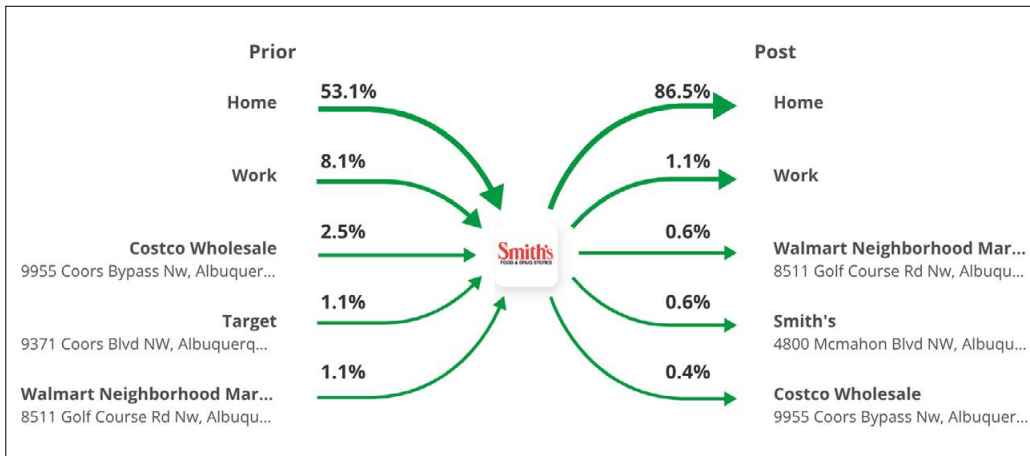 Prior
Post
53.1%
Home
86.5%
Home
8.1%
Work
1.1%
Work
2.5%
Costco Wholesale
9955 Coors Bypass Nw, Albuquer...
0.6%
Walmart Neighborhood Mar...
8511 Golf Course Rd Nw, Albuqu...
Smith's
FOOD & DRUG STORES
1.1%
Target
9371 Coors Blvd NW, Albuquerq...
0.6%
Smith's
4800 Mcmahon Blvd NW, Albuqu...
1.1%
Walmart Neighborhood Mar...
8511 Golf Course Rd Nw, Albuqu...
0.4%
Costco Wholesale
9955 Coors Bypass Nw, Albuquer...